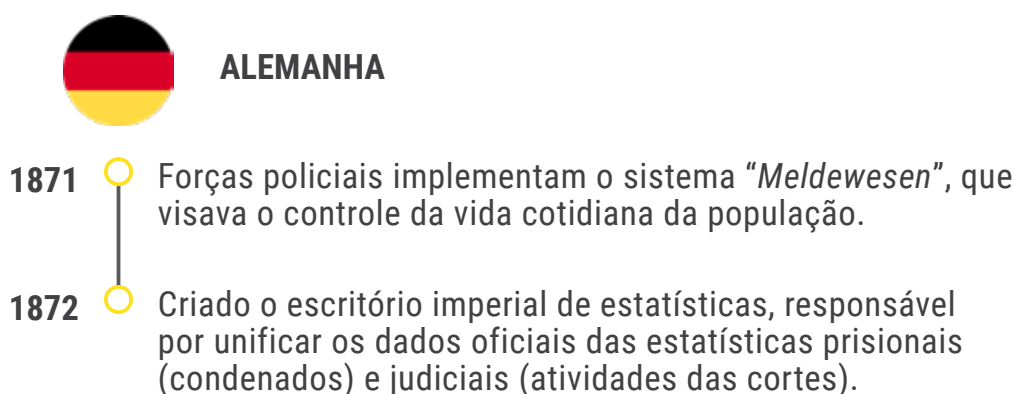 ALEMANHA
1871 Forças policiais implementam o sistema “Meldewesen”, que
visava o controle da vida cotidiana da população.
1872 Criado o escritório imperial de estatísticas, responsável
por unificar os dados oficiais das estatísticas prisionais
(condenados) e judiciais (atividades das cortes).